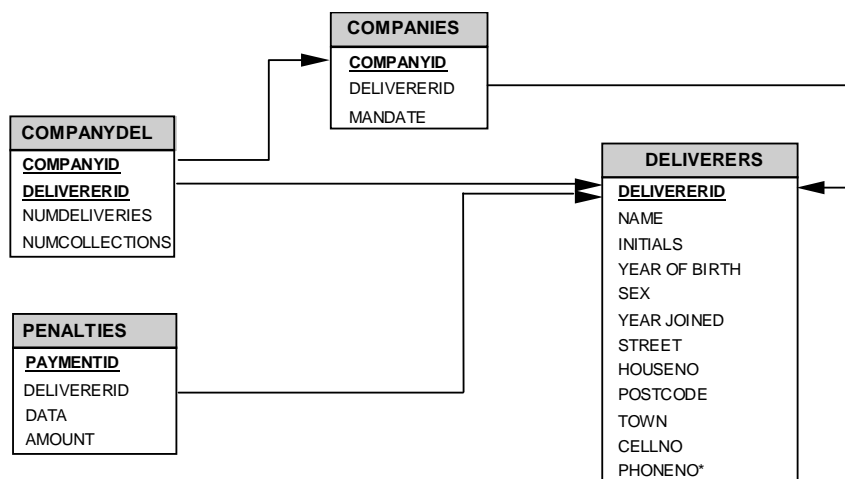 COMPANIES
COMPANYID
DELIVERERID
MANDATE
COMPANYDEL
COMPANYID
DELIVERERID
NUMDELIVERIES
NUMCOLLECTIONS
DELIVERERS
DELIVERERID
NAME
INITIALS
YEAR OF BIRTH
SEX
YEAR JOINED
STREET
HOUSENO
POSTCODE
TOWN
CELLNO
PHONENO*
PENALTIES
PAYMENTID
DELIVERERID
DATA
AMOUNT